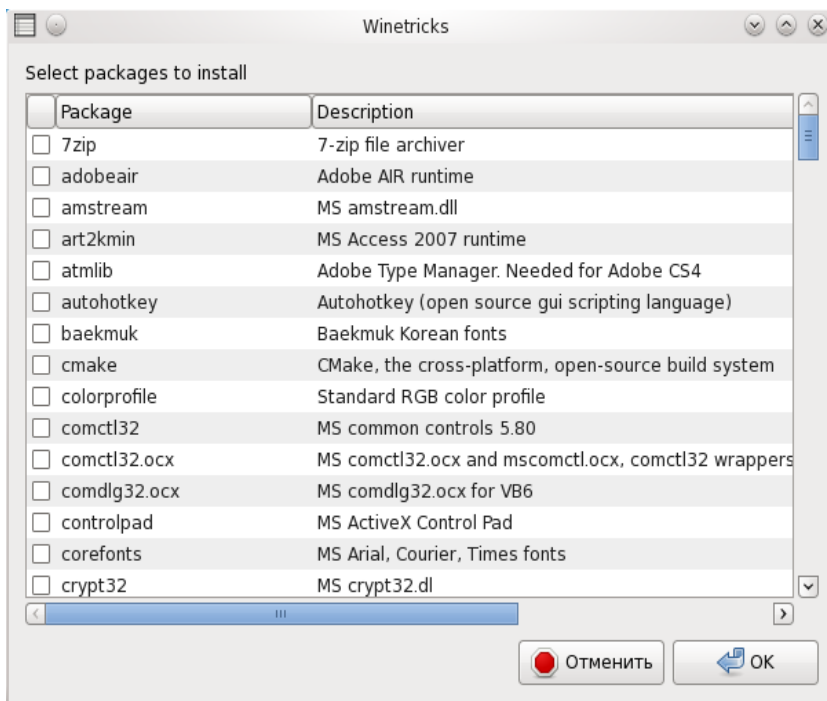 Winetricks
Select packages to install
Package Description
7zip 7-zip file archiver
adobeair Adobe AIR runtime
amstream MS amstream.dll
art2kmin MS Access 2007 runtime
atmlib Adobe Type Manager. Needed for Adobe CS4
autohotkey Autohotkey (open source gui scripting language)
baekmuk Baekmuk Korean fonts
cmake CMake, the cross-platform, open-source build system
colorprofile Standard RGB color profile
comctl32 MS common controls 5.80
comctl32.ocx MS comctl32.ocx and mscomctl.ocx, comctl32 wrappers
comdlg32.ocx MS comdlg32.ocx for VB6
controlpad MS ActiveX Control Pad
corefonts MS Arial, Courier, Times fonts
crypt32 MS crypt32.dl
Отменить OK